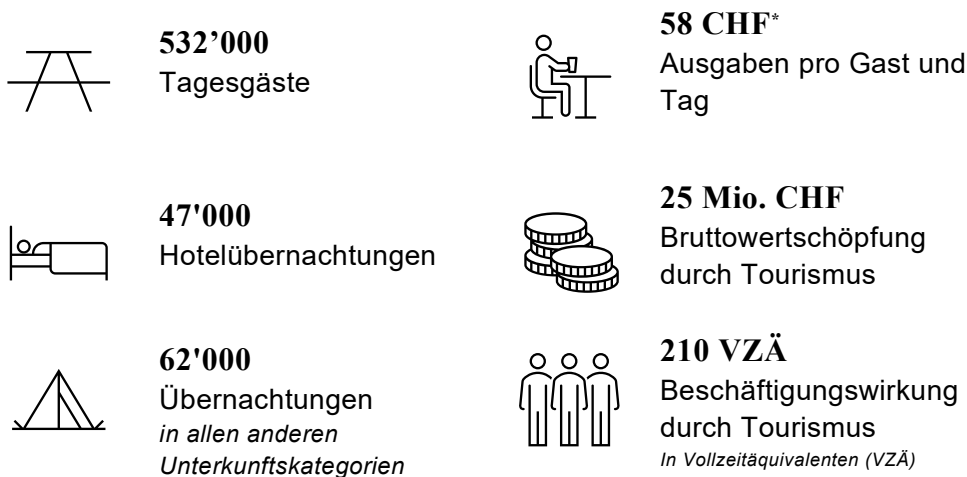 532’000
Tagesgäste
58 CHF*
Ausgaben pro Gast und
Tag
47'000
Hotelübernachtungen
25 Mio. CHF
Bruttowertschöpfung
durch Tourismus
62'000
Übernachtungen
in allen anderen
Unterkunftskategorien
210 VZÄ
Beschäftigungswirkung
durch Tourismus
In Vollzeitäquivalenten (VZÄ)